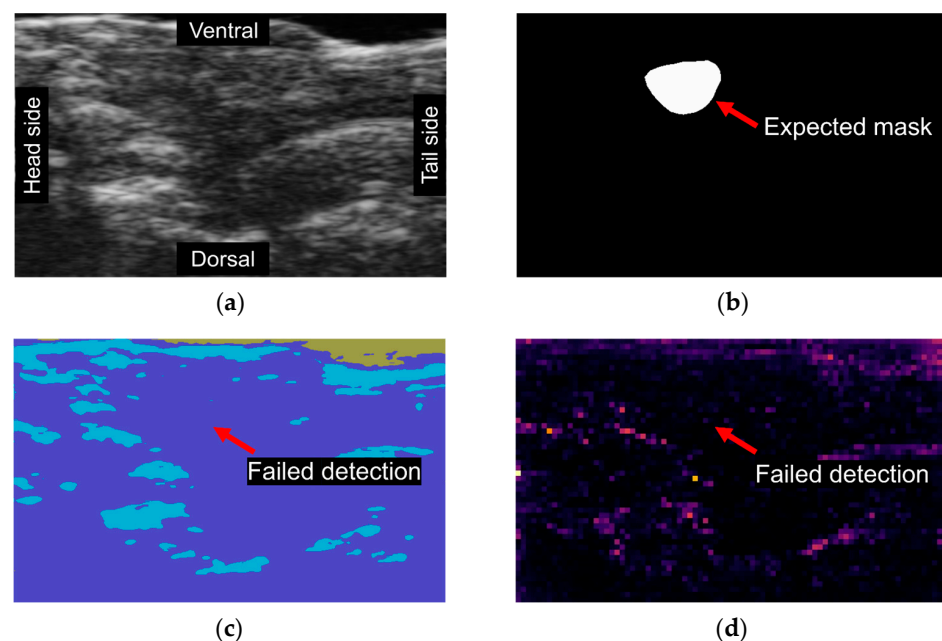 Ventral
Head side
Tail side
Dorsal
(a)
Expected mask
(b)
Failed detection
(c)
Failed detection
(d)